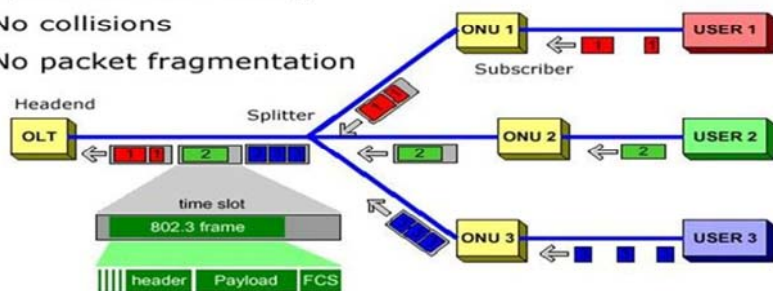 No collisions
No packet fragmentation
ONU 1
USER 1
1
1
Subscriber
Headend
Splitter
1
1
OLT
ONU 2
USER 2
1
1
2
2
2
time slot
802.3 frame
ONU 3
USER 3
header
Payload
FCS